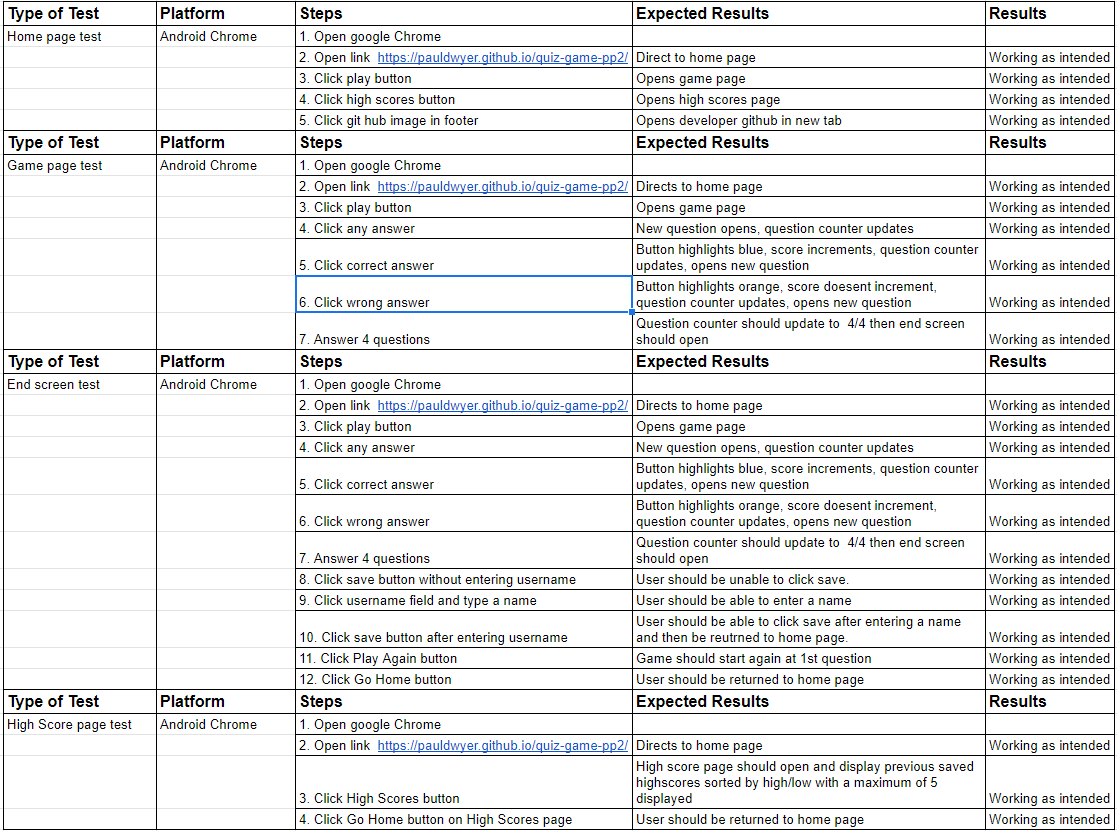 Type of Test Platform Steps Expected Results Results
Home page test Android Chrome 1. Open google Chrome
2. Open link https://pauldwyer.github.io/quiz-game-pp2/ Direct to home page Working as intended
3. Click play button Opens game page Working as intended
4. Click high scores button Opens high scores page Working as intended
5. Click git hub image in footer Opens developer github in new tab Working as intended
Type of Test Platform Steps Expected Results Results
Game page test Android Chrome 1. Open google Chrome
2. Open link https://pauldwyer.github.io/quiz-game-pp2/ Directs to home page Working as intended
3. Click play button Opens game page Working as intended
4. Click any answer New question opens, question counter updates Working as intended
Button highlights blue, score increments, question counter
5. Click correct answer updates, opens new question Working as intended
Button highlights orange, score doesent increment,
6. Click wrong answer question counter updates, opens new question Working as intended
Question counter should update to 4/4 then end screen
7. Answer 4 questions should open Working as intended
Type of Test Platform Steps Expected Results Results
End screen test Android Chrome 1. Open google Chrome
2. Open link https://pauldwyer.github.io/quiz-game-pp2/ Directs to home page Working as intended
3. Click play button Opens game page Working as intended
4. Click any answer New question opens, question counter updates Working as intended
Button highlights blue, score increments, question counter
5. Click correct answer updates, opens new question Working as intended
Button highlights orange, score doesent increment,
6. Click wrong answer question counter updates, opens new question Working as intended
Question counter should update to 4/4 then end screen
7. Answer 4 questions should open Working as intended
8. Click save button without entering username User should be unable to click save. Working as intended
9. Click username field and type a name User should be able to enter a name Working as intended
User should be able to click save after entering a name
10. Click save button after entering username and then be reutrned to home page. Working as intended
11. Click Play Again button Game should start again at 1st question Working as intended
12. Click Go Home button User should be returned to home page Working as intended
Type of Test Platform Steps Expected Results Results
High Score page test Android Chrome 1. Open google Chrome
2. Open link https://pauldwyer.github.io/quiz-game-pp2/ Directs to home page Working as intended
High score page should open and display previous saved
highscores sorted by high/low with a maximum of 5
3. Click High Scores button displayed Working as intended
4. Click Go Home button on High Scores page User should be returned to home page Working as intended